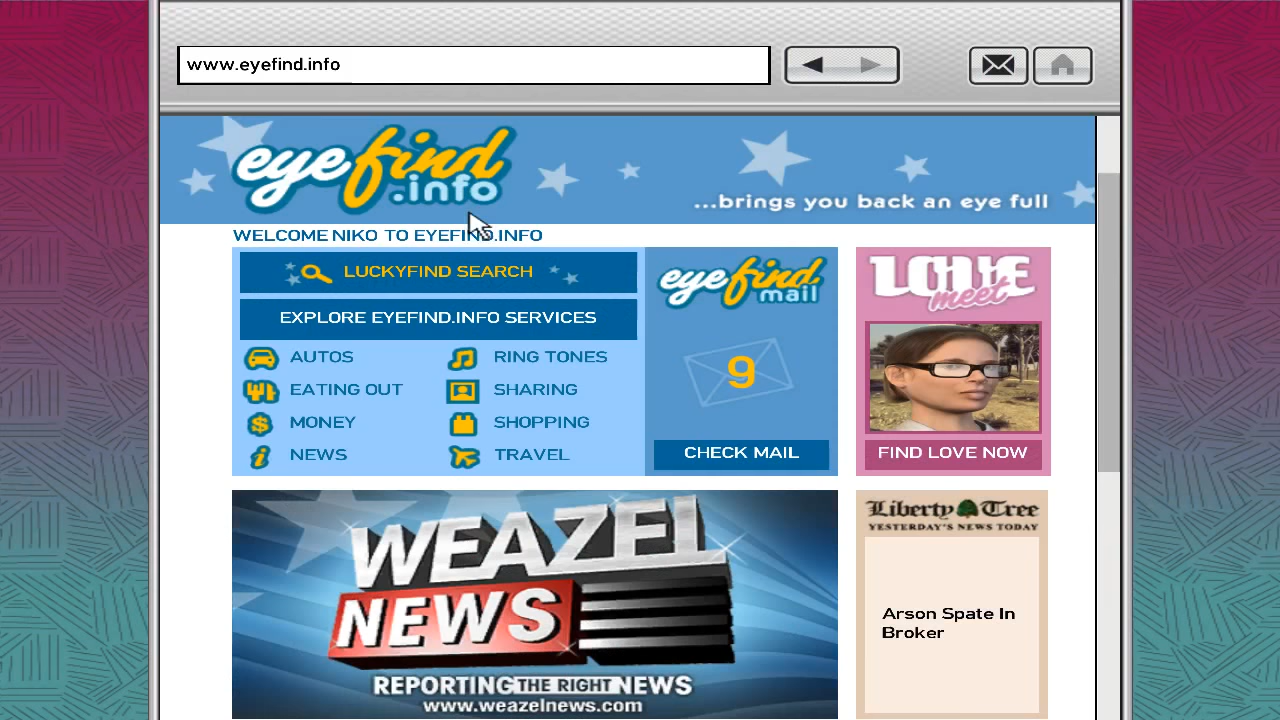 www.eyefind.info
eyefind
.info
...brings you back an eye full
WELCOME NIKO TO EYEFIND.INFO
LUCKYFIND SEARCH
EXPLORE EYEFIND.INFO SERVICES
AUTOS
RING TONES
EATING OUT
SHARING
MONEY
SHOPPING
NEWS
TRAVEL
eyefind
mail
9
CHECK MAIL
LOVE
meet
FIND LOVE NOW
WEAZEL
NEWS
REPORTING THE RIGHT NEWS
www.weazelnews.com
Liberty Tree
YESTERDAY'S NEWS TODAY
Arson Spate In
Broker